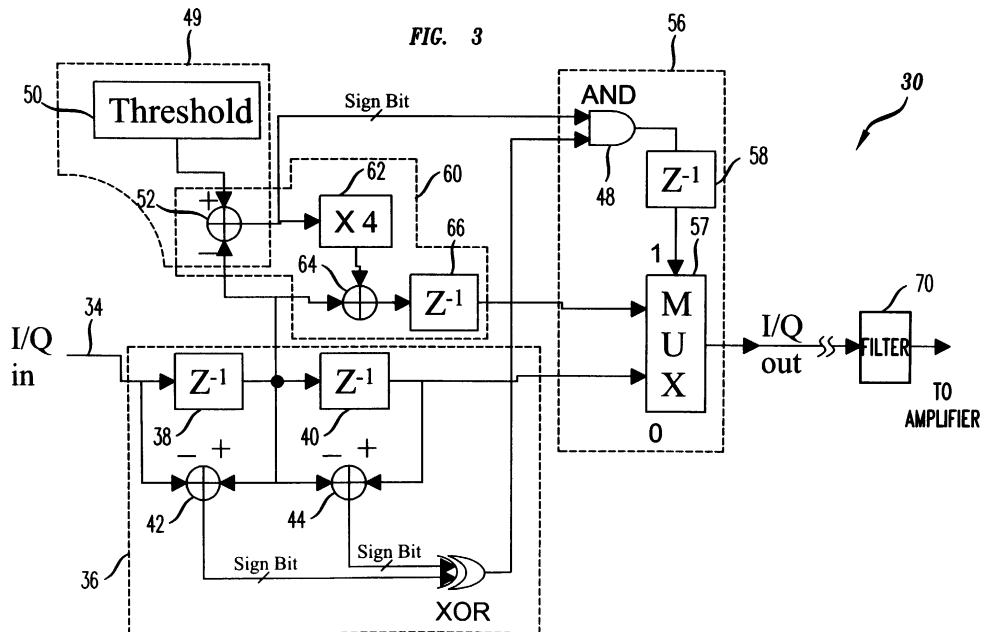 FIG. 3
49
56
50
Threshold
Sign Bit
AND
30
48
Z-1
58
62
60
52
+
X 4
−
66
1
57
64
Z-1
M
U
X
70
I/Q
in
34
I/Q
out
FILTER
Z-1
Z-1
38
40
0
TO
AMPLIFIER
− +
− +
42
44
Sign Bit
Sign Bit
36
XOR